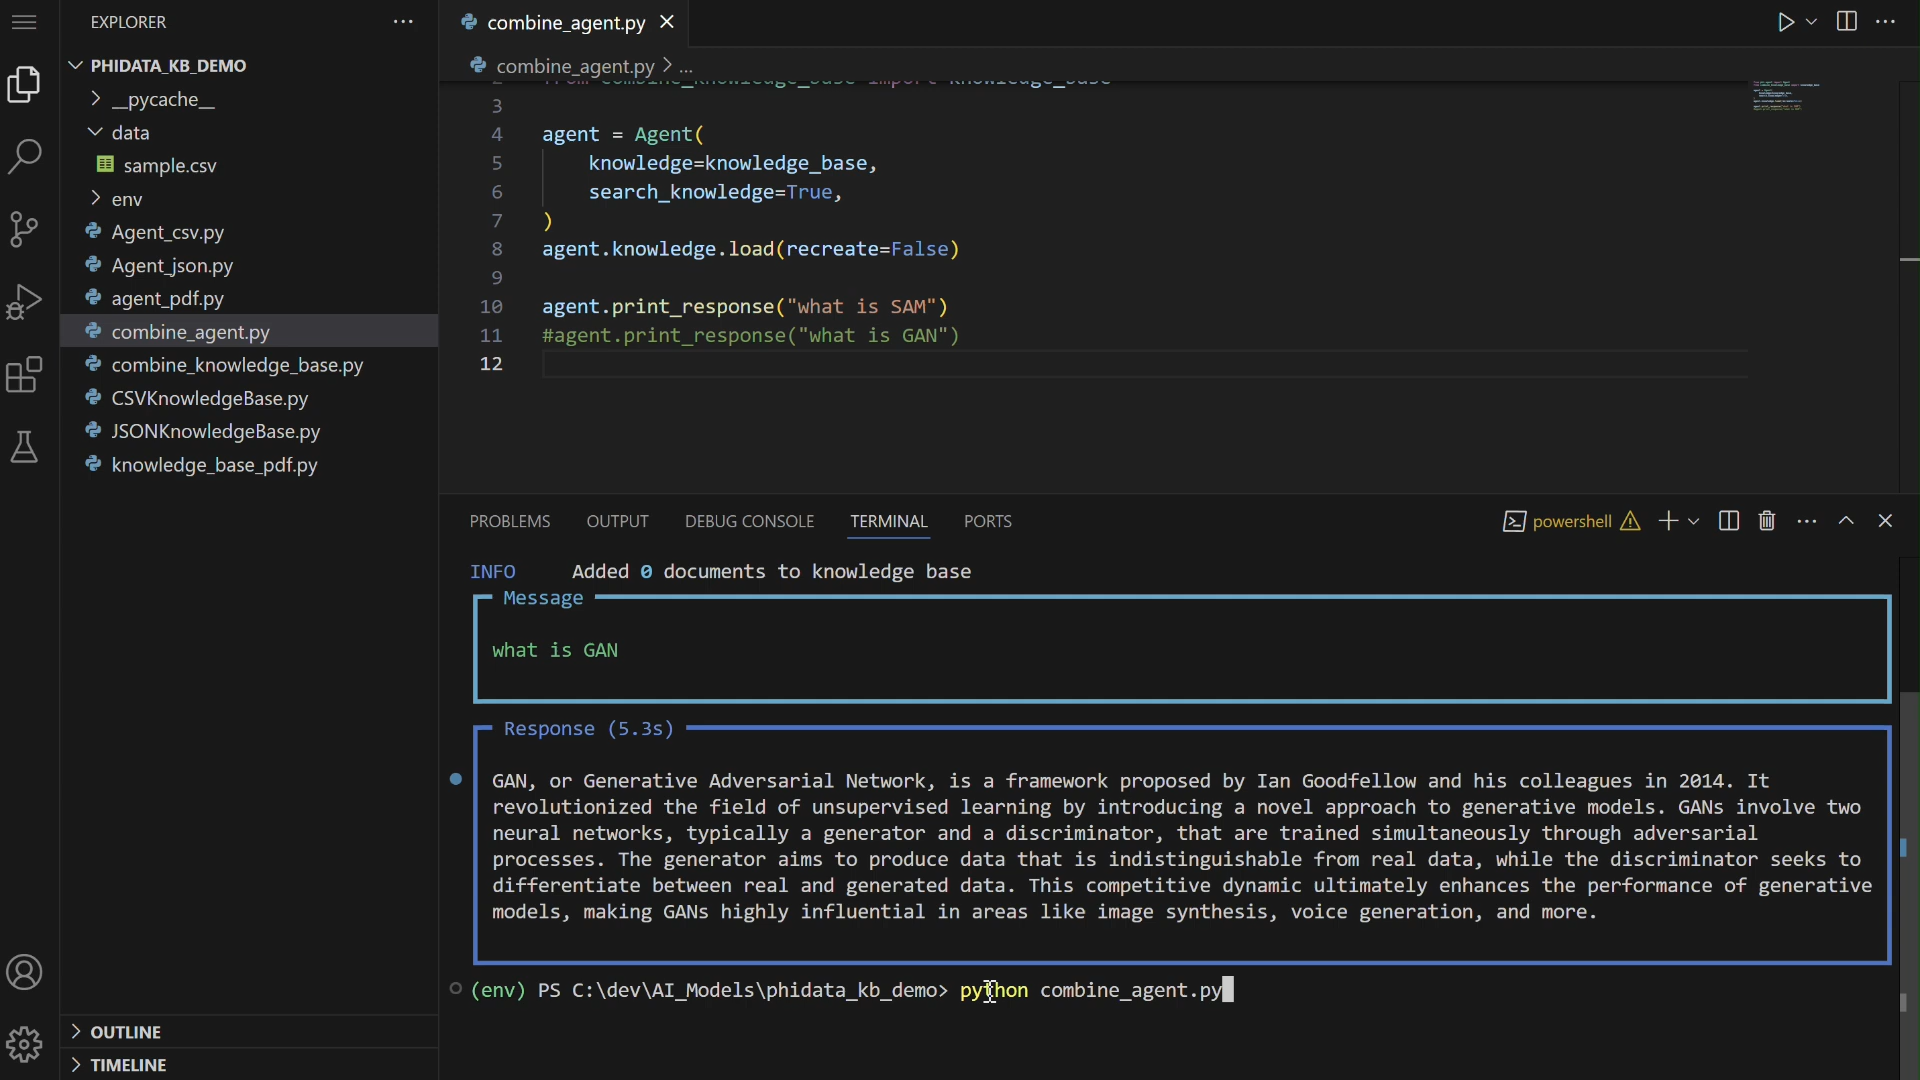 EXPLORER
PHIDATA_KB_DEMO
__pycache__
data
sample.csv
env
Agent_csv.py
Agent_json.py
agent_pdf.py
combine_agent.py
combine_knowledge_base.py
CSVKnowledgeBase.py
JSONKnowledgeBase.py
knowledge_base_pdf.py
OUTLINE
TIMELINE
combine_agent.py
combine_agent.py > ...
2 from combine_knowledge_base import knowledge_base
3
4 agent = Agent(
5 knowledge=knowledge_base,
6 search_knowledge=True,
7 )
8 agent.knowledge.load(recreate=False)
9
10 agent.print_response("what is SAM")
11 #agent.print_response("what is GAN")
12
PROBLEMS OUTPUT DEBUG CONSOLE TERMINAL PORTS
powershell
INFO Added 0 documents to knowledge base
Message
what is GAN
Response (5.3s)
GAN, or Generative Adversarial Network, is a framework proposed by Ian Goodfellow and his colleagues in 2014. It
revolutionized the field of unsupervised learning by introducing a novel approach to generative models. GANs involve two
neural networks, typically a generator and a discriminator, that are trained simultaneously through adversarial
processes. The generator aims to produce data that is indistinguishable from real data, while the discriminator seeks to
differentiate between real and generated data. This competitive dynamic ultimately enhances the performance of generative
models, making GANs highly influential in areas like image synthesis, voice generation, and more.
(env) PS C:\dev\AI_Models\phidata_kb_demo> python combine_agent.py